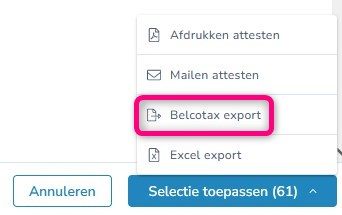 Afdrukken attesten
Mailen attesten
Belcotax export
Excel export
Annuleren
Selectie toepassen (61)